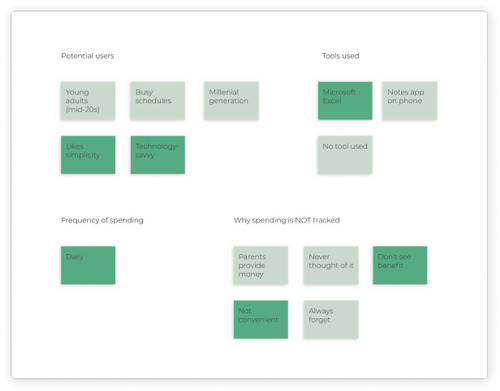 Potential users
Young
adults
(mid-20s)
Busy
schedules
Millenial
generation
Likes
simplicity
Technology-
savvy
Tools used
Microsoft
Excel
Notes app
on phone
No tool used
Frequency of spending
Daily
Why spending is NOT tracked
Parents
provide
money
Never
thought of it
Don't see
benefit
Not
convenient
Always
forget